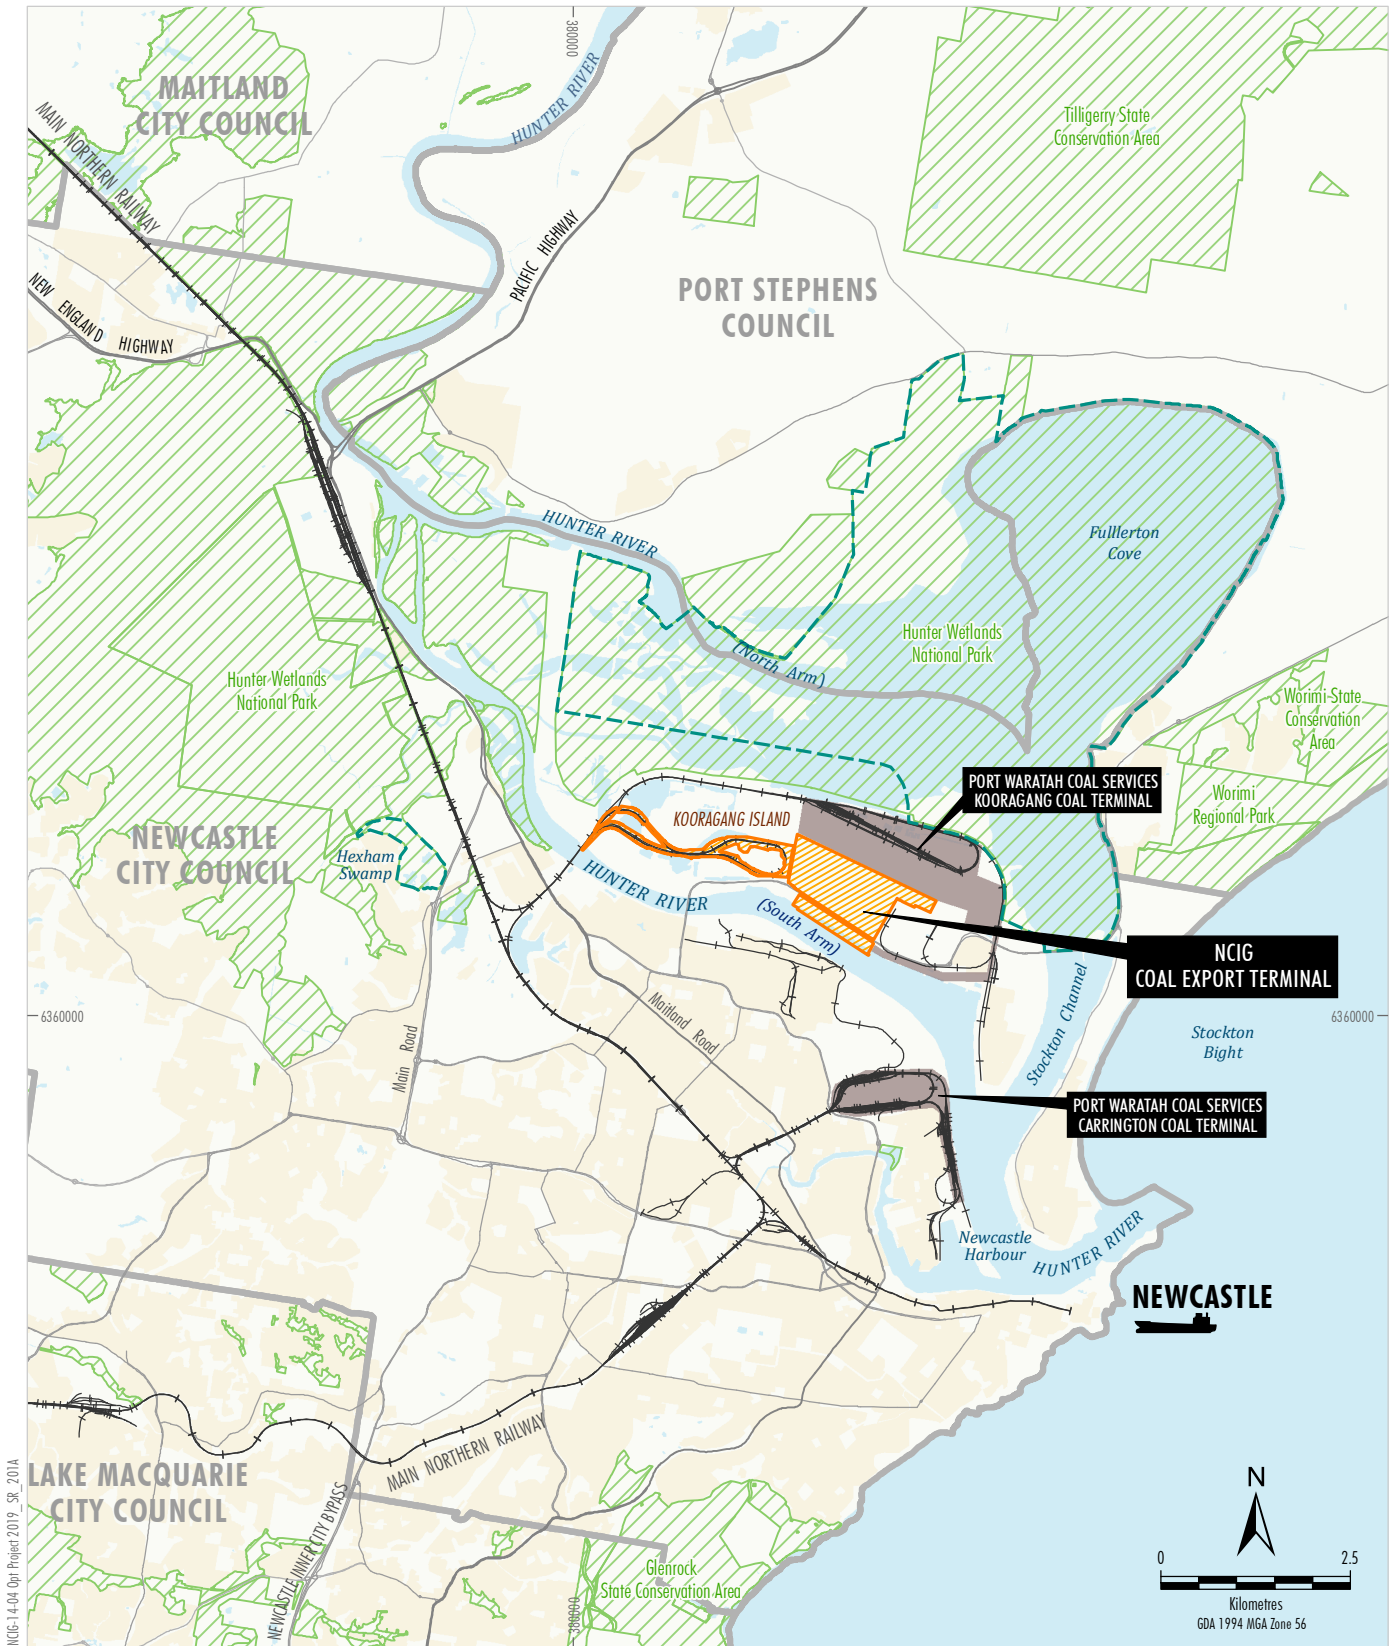 380000
MAITLAND
CITY COUNCIL
MAIN NORTHERN RAILWAY
HUNTER RIVER
Tilligerry State
Conservation Area
PACIFIC HIGHWAY
NEW ENGLAND HIGHWAY
PORT STEPHENS
COUNCIL
HUNTER RIVER
Fulllerton
Cove
Hunter Wetlands
National Park
(North Arm)
Hunter Wetlands
National Park
Worimi State
Conservation
Area
PORT WARATAH COAL SERVICES
KOORAGANG COAL TERMINAL
Worimi
Regional Park
KOORAGANG ISLAND
NEWCASTLE
CITY COUNCIL
Hexham
Swamp
HUNTER RIVER
(South Arm)
NCIG
COAL EXPORT TERMINAL
6360000
6360000
Maitland Road
Main Road
Stockton Channel
Stockton
Bight
PORT WARATAH COAL SERVICES
CARRINGTON COAL TERMINAL
Newcastle
Harbour
HUNTER RIVER
NEWCASTLE
MAIN NORTHERN RAILWAY
LAKE MACQUARIE
CITY COUNCIL
NEWCASTLE INNER CITY BYPASS
Glenrock
State Conservation Area
380000
N
0 2.5
Kilometres
GDA 1994 MGA Zone 56
NCIG-14-04 Opt Project 2019_SR_201A